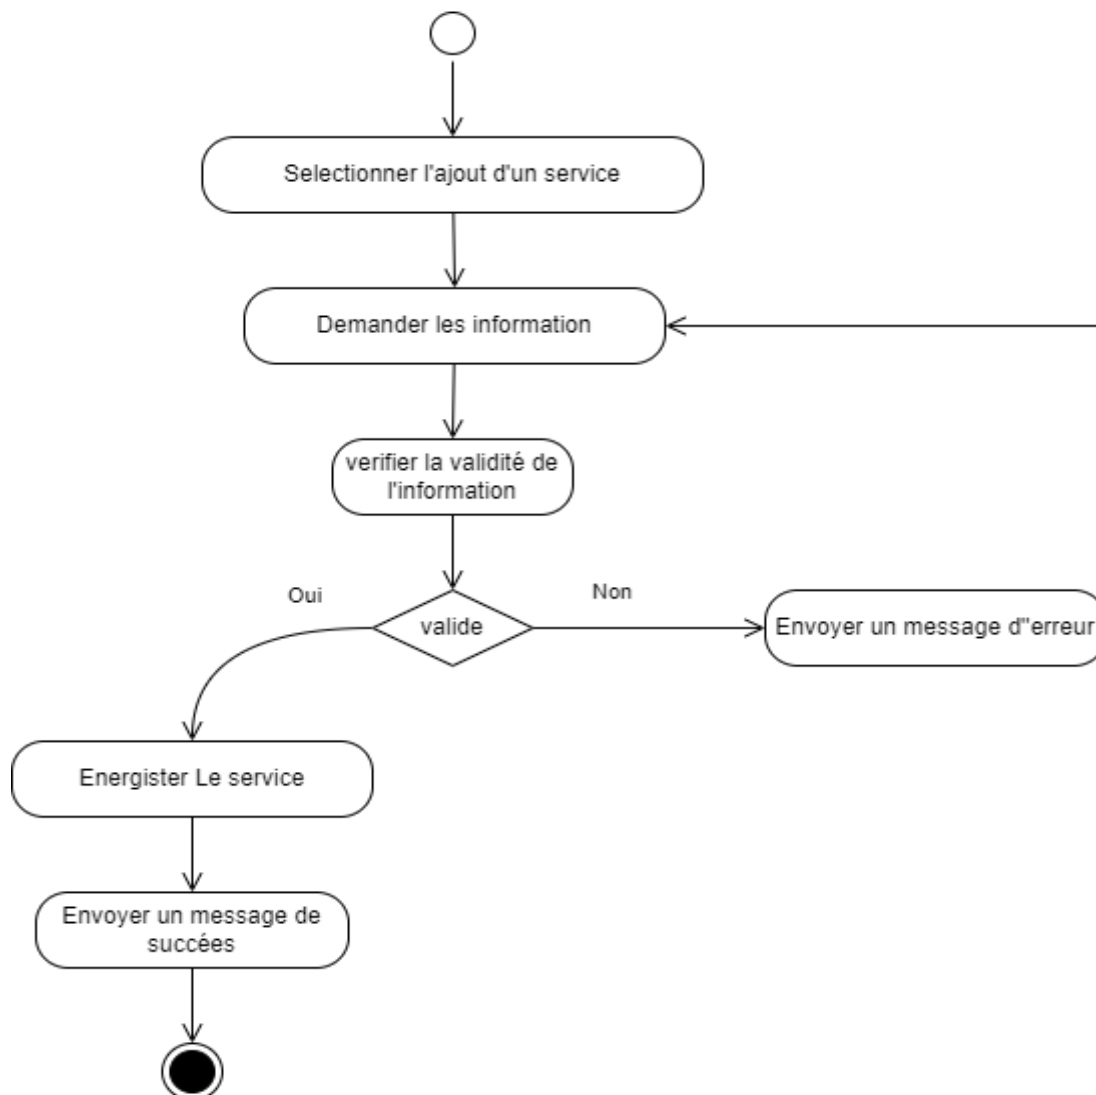 Selectionner l'ajout d'un service
Demander les information
verifier la validité de
l'information
Oui
Non
valide
Envoyer un message d''erreur
Energister Le service
Envoyer un message de
succées